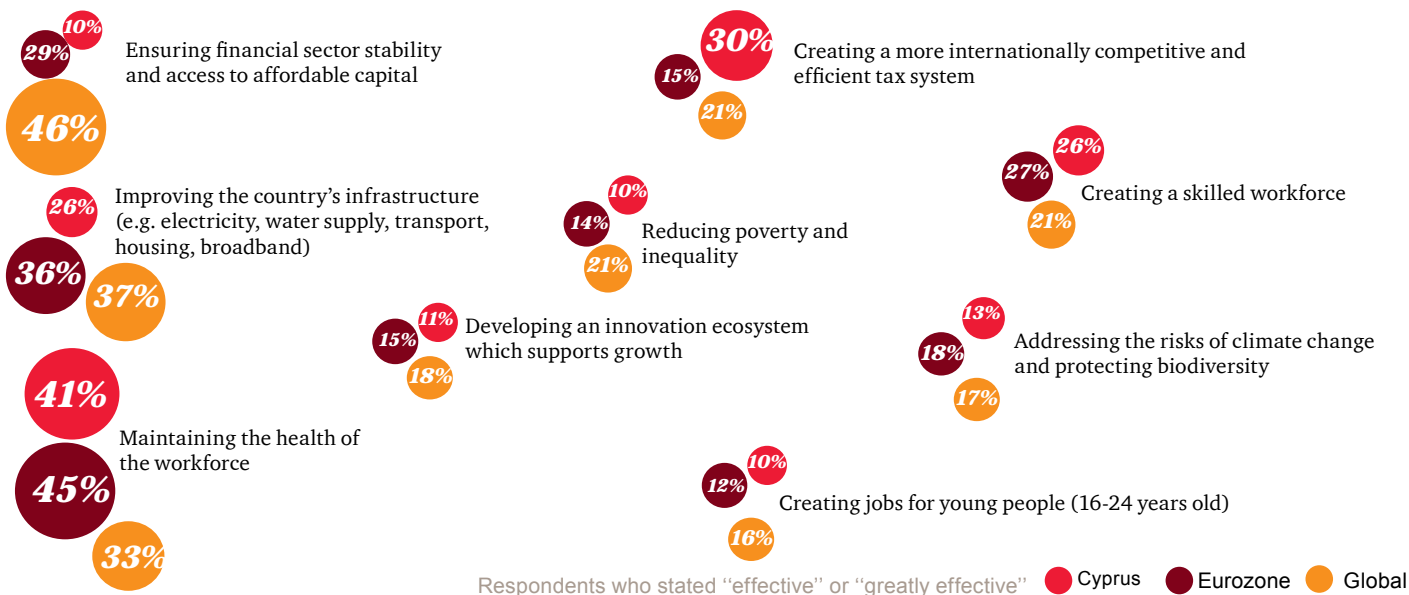 10%
29%
46%
Ensuring financial sector stability
and access to affordable capital
30%
15%
21%
Creating a more internationally competitive and
efficient tax system
26%
27%
21%
Creating a skilled workforce
26%
36%
37%
Improving the country’s infrastructure
(e.g. electricity, water supply, transport,
housing, broadband)
10%
14%
21%
Reducing poverty and
inequality
11%
15%
18%
Developing an innovation ecosystem
which supports growth
13%
18%
17%
Addressing the risks of climate change
and protecting biodiversity
41%
45%
33%
Maintaining the health of
the workforce
10%
12%
16%
Creating jobs for young people (16-24 years old)
Respondents who stated ‘‘effective’’ or ‘‘greatly effective’’
Cyprus
Eurozone
Global